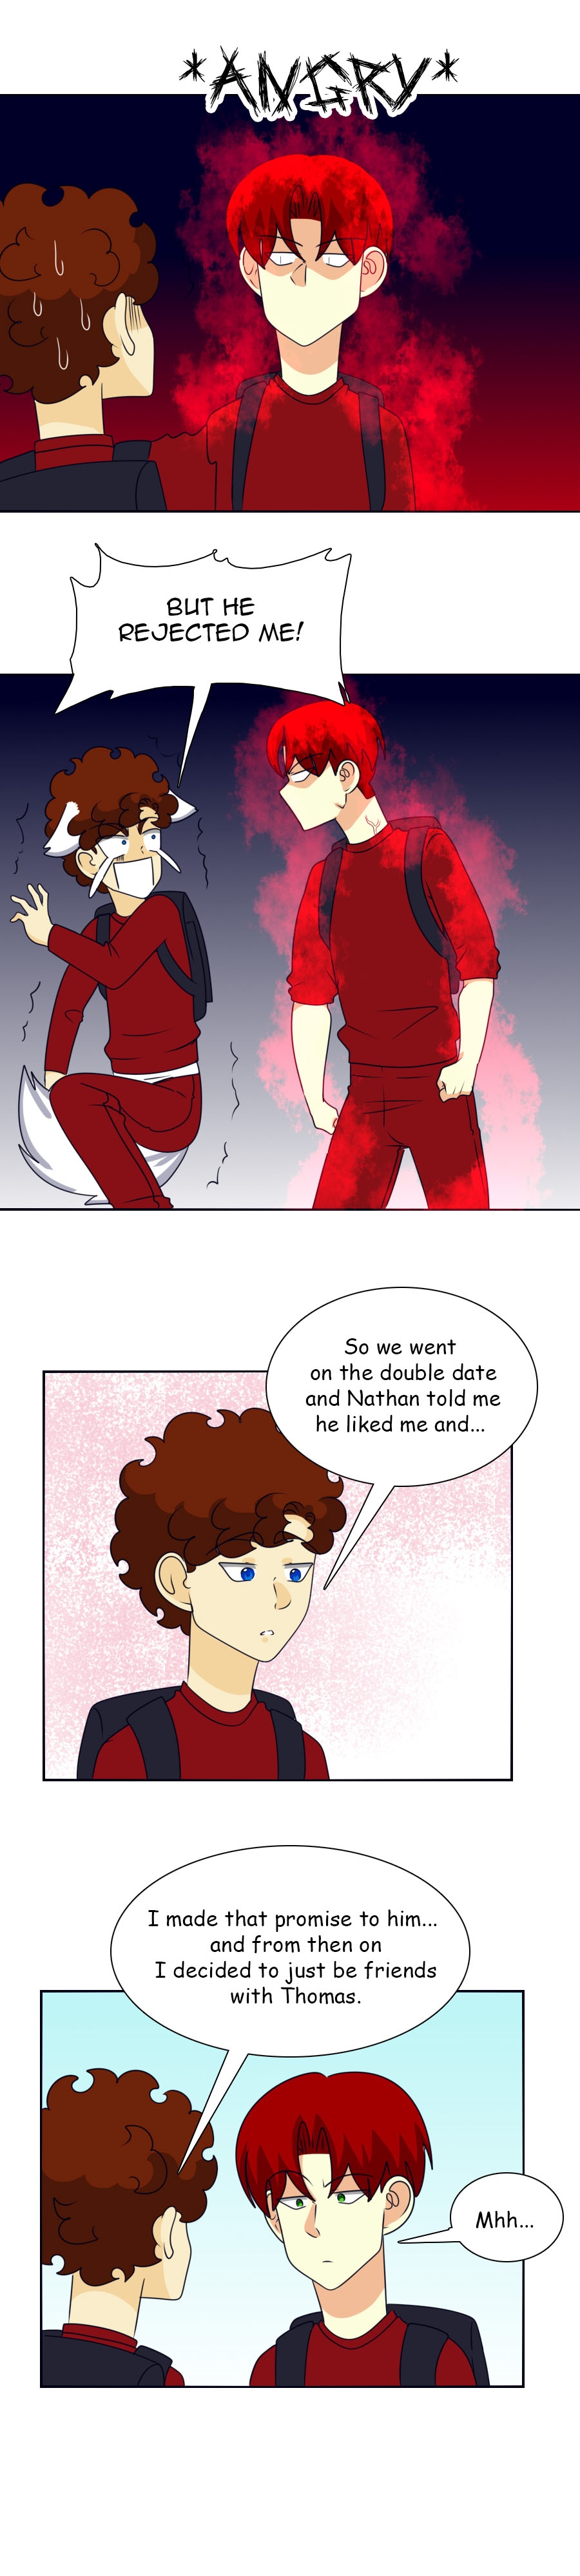 *ANGRY*
BUT HE
REJECTED ME!
So we went
on the double date
and Nathan told me
he liked me and...
I made that promise to him...
and from then on
I decided to just be friends
with Thomas.
Mhh...